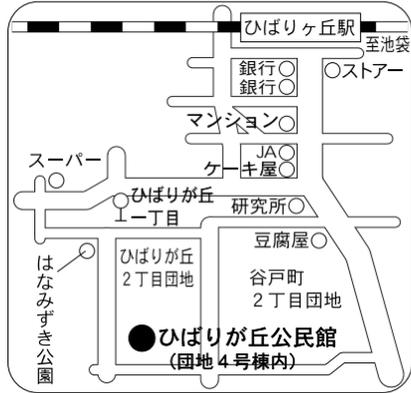 ひばりヶ丘駅
至池袋
銀行
ストアー
銀行
マンション
JA
ケーキ屋
スーパー
ひばりが丘
一丁目
研究所
豆腐屋
はなみずき公園
ひばりが丘
2丁目団地
谷戸町
2丁目団地
ひばりが丘公民館
(団地4号棟内)